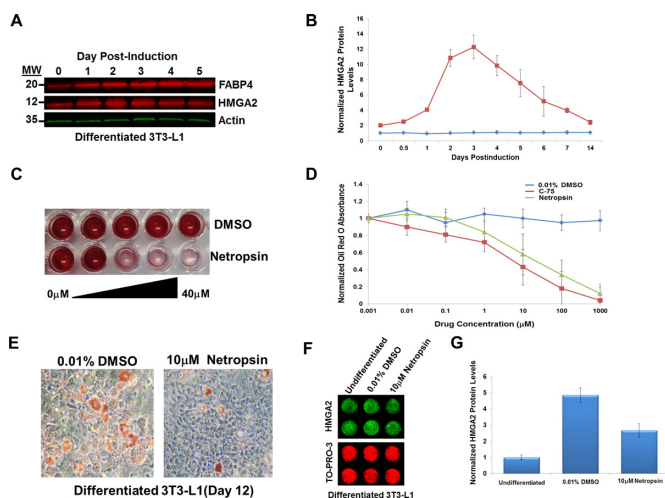 A
Day Post-Induction
MW 0 1 2 3 4 5
20 FABP4
12 HMGA2
35 Actin
Differentiated 3T3-L1
B
Normalized HMGA2 Protein Levels
16
14
12
10
8
6
4
2
0
0 0.5 1 2 3 4 5 6 7 14
Days Postinduction
C
DMSO
Netropsin
0µM 40µM
D
0.01% DMSO
C-75
Netropsin
Normalized Oil Red O Absorbance
1.4
1.2
1
0.8
0.6
0.4
0.2
0
0.001 0.01 0.1 1 10 100 1000
Drug Concentration (µM)
E
0.01% DMSO 10µM Netropsin
Differentiated 3T3-L1(Day 12)
F
Undifferentiated
0.01% DMSO
10µM Netropsin
HMGA2
TO-PRO-3
Differentiated 3T3-L1
G
Normalized HMGA2 Protein Levels
7
6
5
4
3
2
1
0
Undifferentiated 0.01% DMSO 10µM Netropsin